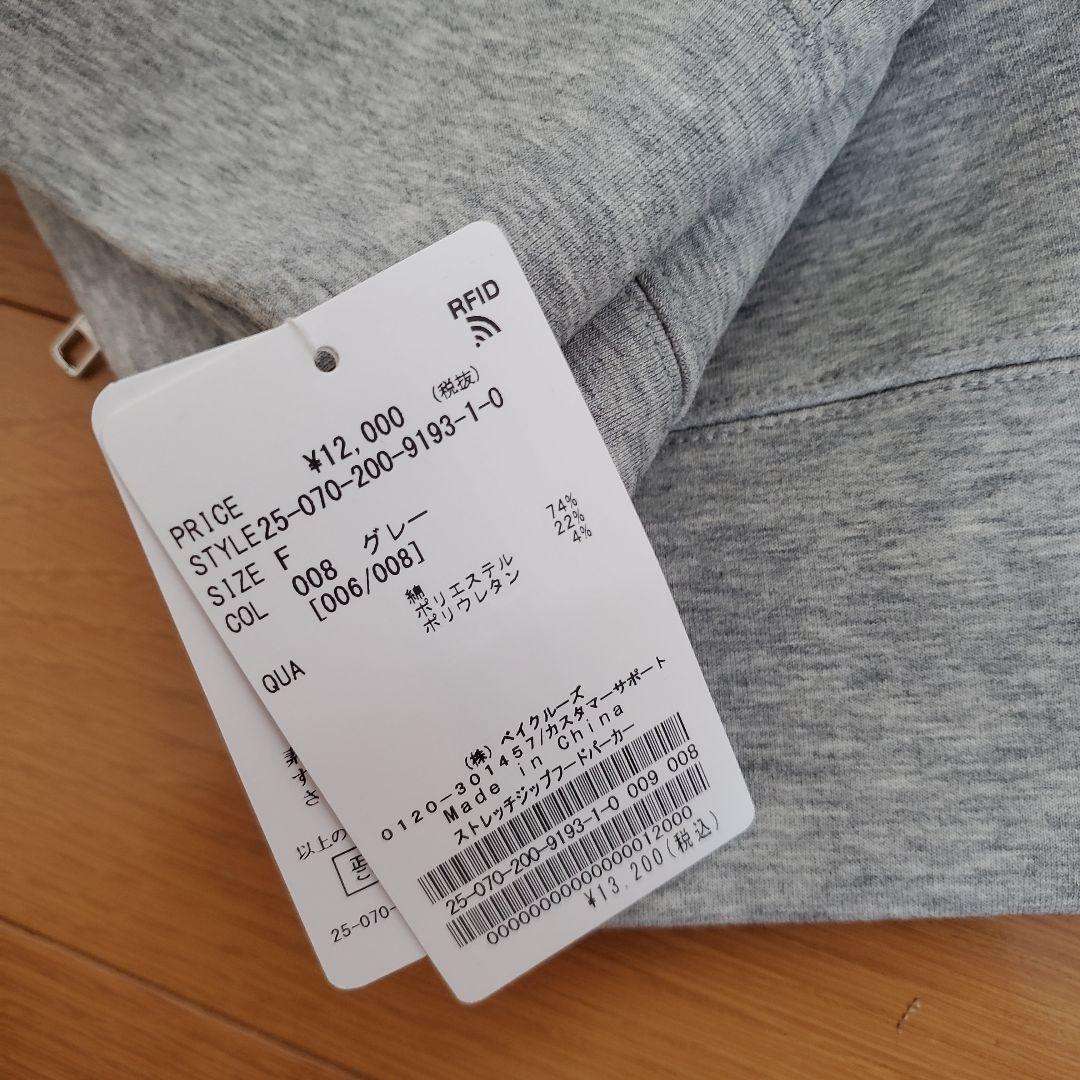 RFID
PRICE ¥12,000 (税抜)
STYLE25-070-200-9193-1-0
SIZE F
COL 008 グレー
[006/008]
綿 74%
ポリエステル 22%
ポリウレタン 4%
QUA
(株) ベイクルーズ
0120-301457/カスタマーサポート
Made in China
ストレッチジップフードパーカー
25-070-200-9193-1-0 009 008
0000000000000012000
¥13,200(税込)
す
さ
以上の
25-070-